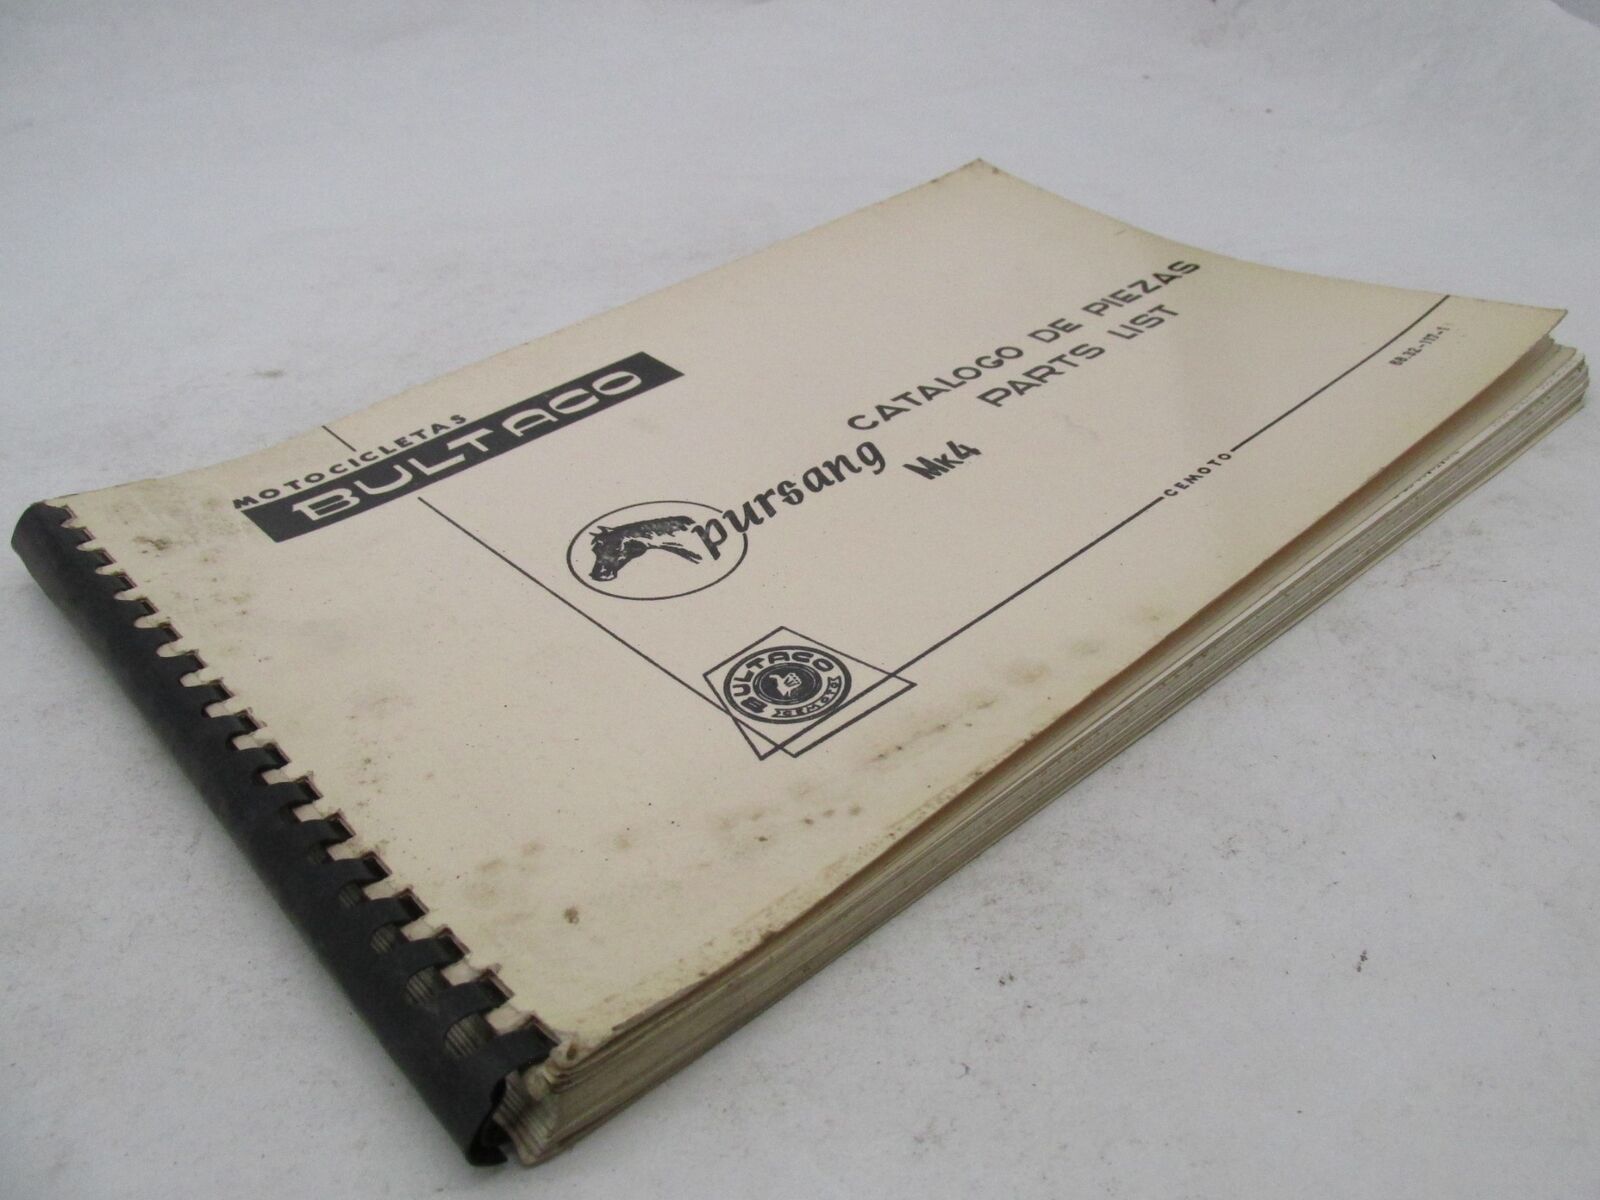 MOTOCICLETAS
BULTACO
pursang
Mk4
CATALOGO DE PIEZAS
PARTS LIST
BULTACO
CEMOTO